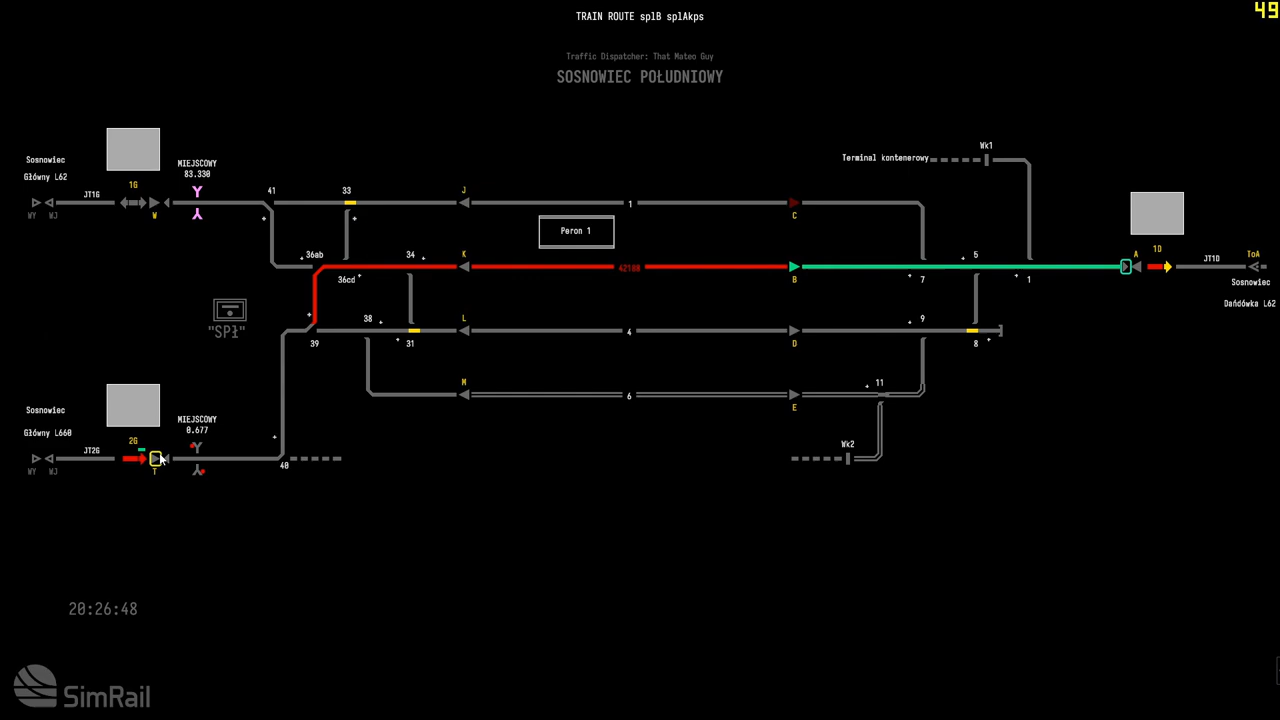 TRAIN ROUTE splB splAkps
49
Traffic Dispatcher: That Mateo Guy
SOSNOWIEC POŁUDNIOWY
Sosnowiec
Główny L62
JT1G
WY WJ
1G
W
MIEJSCOWY
83.330
41
33
J
1
C
Terminal kontenerowy
Wk1
Peron 1
36ab
36cd
34
K
42188
B
7
5
1
A
1D
JT1D
ToA
Sosnowiec
Dańdówka L62
"SPł"
39
38
31
L
4
D
9
8
M
6
E
11
Wk2
Sosnowiec
Główny L660
JT2G
WY WJ
2G
T
MIEJSCOWY
0.677
40
20:26:48
SimRail